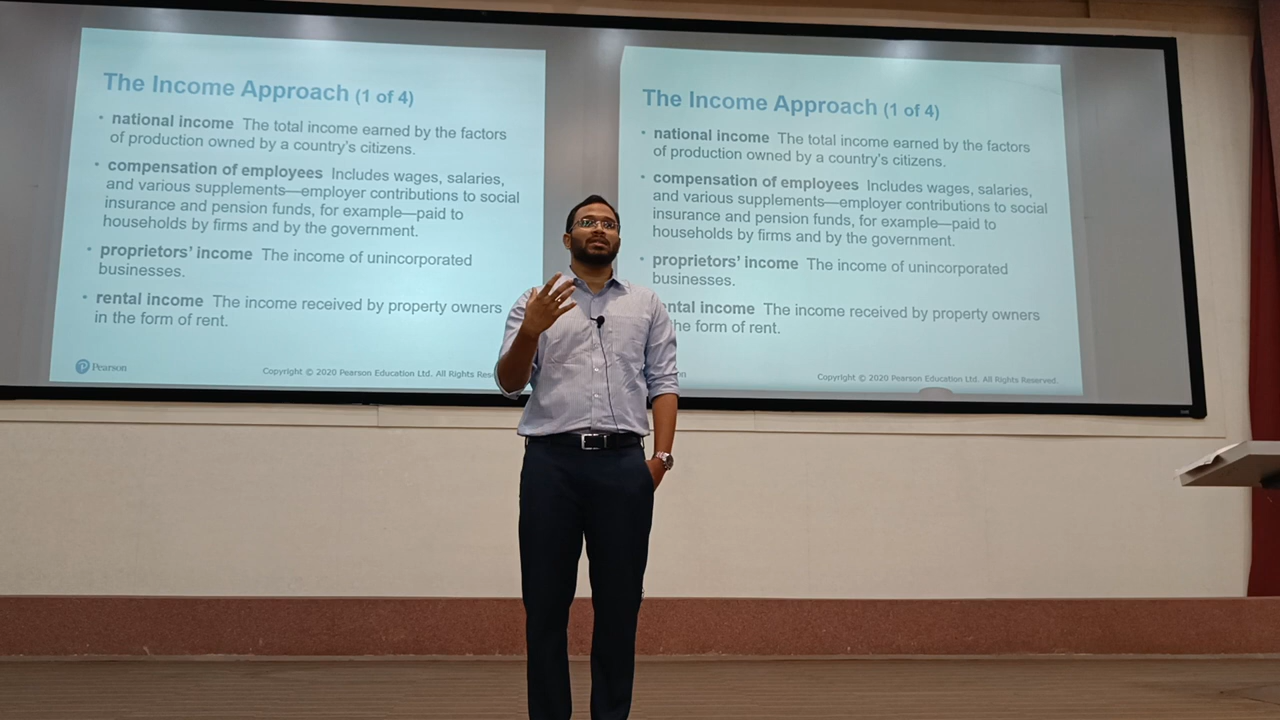 The Income Approach (1 of 4)
• national income The total income earned by the factors
of production owned by a country's citizens.
• compensation of employees Includes wages, salaries,
and various supplements—employer contributions to social
insurance and pension funds, for example—paid to
households by firms and by the government.
• proprietors' income The income of unincorporated
businesses.
• rental income The income received by property owners
in the form of rent.
Pearson
Copyright © 2020 Pearson Education Ltd. All Rights Res
The Income Approach (1 of 4)
• national income The total income earned by the factors
of production owned by a country's citizens.
• compensation of employees Includes wages, salaries,
and various supplements—employer contributions to social
insurance and pension funds, for example—paid to
households by firms and by the government.
• proprietors' income The income of unincorporated
businesses.
ntal income The income received by property owners
the form of rent.
on
Copyright © 2020 Pearson Education Ltd. All Rights Reserved.